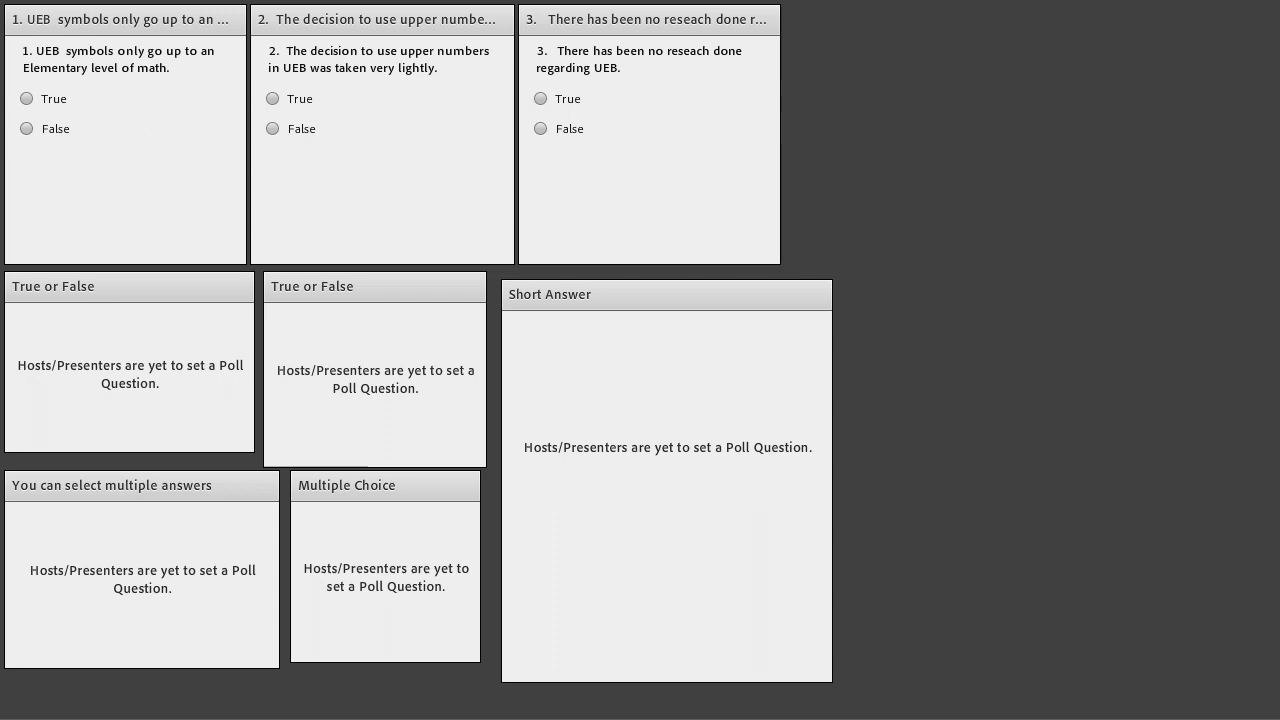 1. UEB symbols only go up to an ...
1. UEB symbols only go up to an
Elementary level of math.
True
False
2. The decision to use upper numbe...
2. The decision to use upper numbers
in UEB was taken very lightly.
True
False
3. There has been no reseach done r...
3. There has been no reseach done
regarding UEB.
True
False
True or False
Hosts/Presenters are yet to set a Poll
Question.
True or False
Hosts/Presenters are yet to set a
Poll Question.
Short Answer
Hosts/Presenters are yet to set a Poll Question.
You can select multiple answers
Hosts/Presenters are yet to set a Poll
Question.
Multiple Choice
Hosts/Presenters are yet to
set a Poll Question.